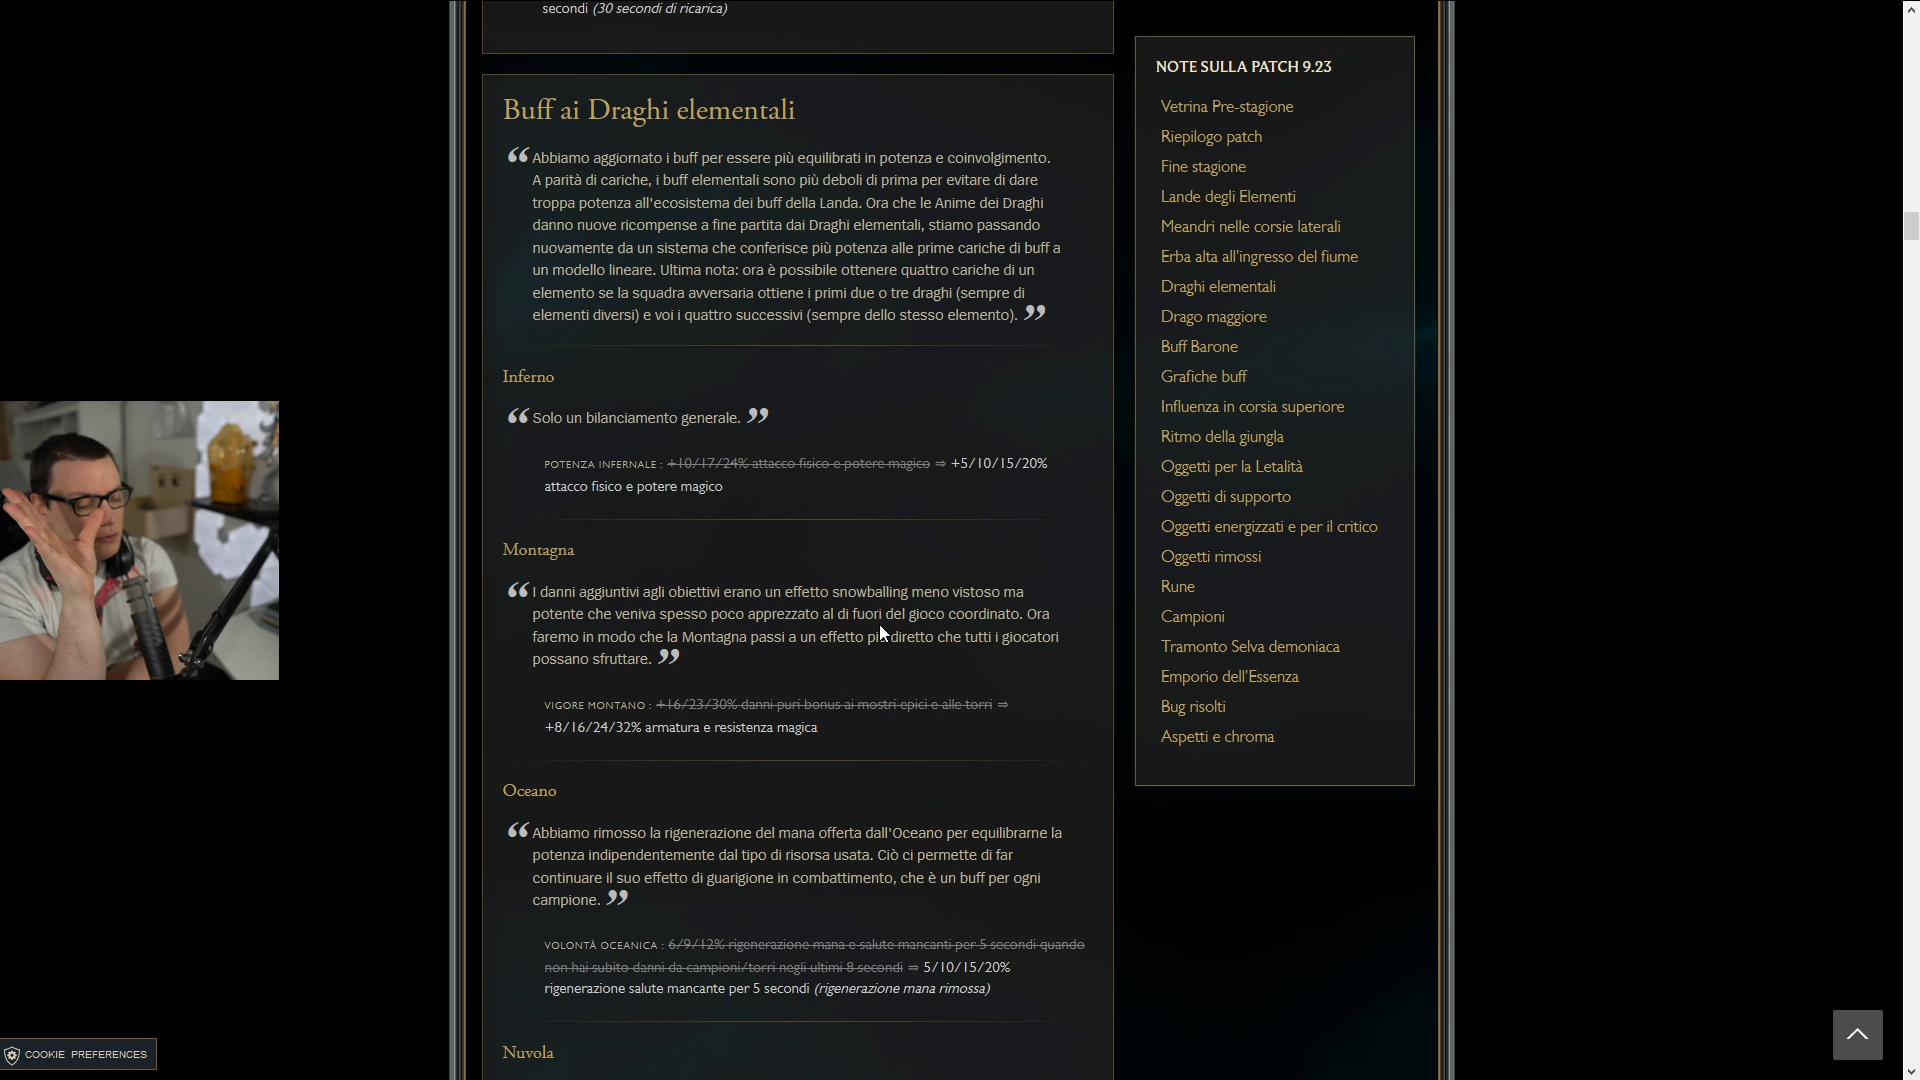 secondi (30 secondi di ricarica)
Buff ai Draghi elementali
“ Abbiamo aggiornato i buff per essere più equilibrati in potenza e coinvolgimento.
A parità di cariche, i buff elementali sono più deboli di prima per evitare di dare
troppa potenza all'ecosistema dei buff della Landa. Ora che le Anime dei Draghi
danno nuove ricompense a fine partita dai Draghi elementali, stiamo passando
nuovamente da un sistema che conferisce più potenza alle prime cariche di buff a
un modello lineare. Ultima nota: ora è possibile ottenere quattro cariche di un
elemento se la squadra avversaria ottiene i primi due o tre draghi (sempre di
elementi diversi) e voi i quattro successivi (sempre dello stesso elemento). ”
Inferno
“ Solo un bilanciamento generale. ”
POTENZA INFERNALE : +10/17/24% attacco fisico e potere magico ⇒ +5/10/15/20%
attacco fisico e potere magico
Montagna
“ I danni aggiuntivi agli obiettivi erano un effetto snowballing meno vistoso ma
potente che veniva spesso poco apprezzato al di fuori del gioco coordinato. Ora
faremo in modo che la Montagna passi a un effetto più diretto che tutti i giocatori
possano sfruttare. ”
VIGORE MONTANO : +16/23/30% danni puri bonus ai mostri epici e alle torri ⇒
+8/16/24/32% armatura e resistenza magica
Oceano
“ Abbiamo rimosso la rigenerazione del mana offerta dall'Oceano per equilibrarne la
potenza indipendentemente dal tipo di risorsa usata. Ciò ci permette di far
continuare il suo effetto di guarigione in combattimento, che è un buff per ogni
campione. ”
VOLONTÀ OCEANICA : 6/9/12% rigenerazione mana e salute mancanti per 5 secondi quando
non hai subito danni da campioni/torri negli ultimi 8 secondi ⇒ 5/10/15/20%
rigenerazione salute mancante per 5 secondi (rigenerazione mana rimossa)
Nuvola
NOTE SULLA PATCH 9.23
Vetrina Pre-stagione
Riepilogo patch
Fine stagione
Lande degli Elementi
Meandri nelle corsie laterali
Erba alta all'ingresso del fiume
Draghi elementali
Drago maggiore
Buff Barone
Grafiche buff
Influenza in corsia superiore
Ritmo della giungla
Oggetti per la Letalità
Oggetti di supporto
Oggetti energizzati e per il critico
Oggetti rimossi
Rune
Campioni
Tramonto Selva demoniaca
Emporio dell'Essenza
Bug risolti
Aspetti e chroma
COOKIE PREFERENCES